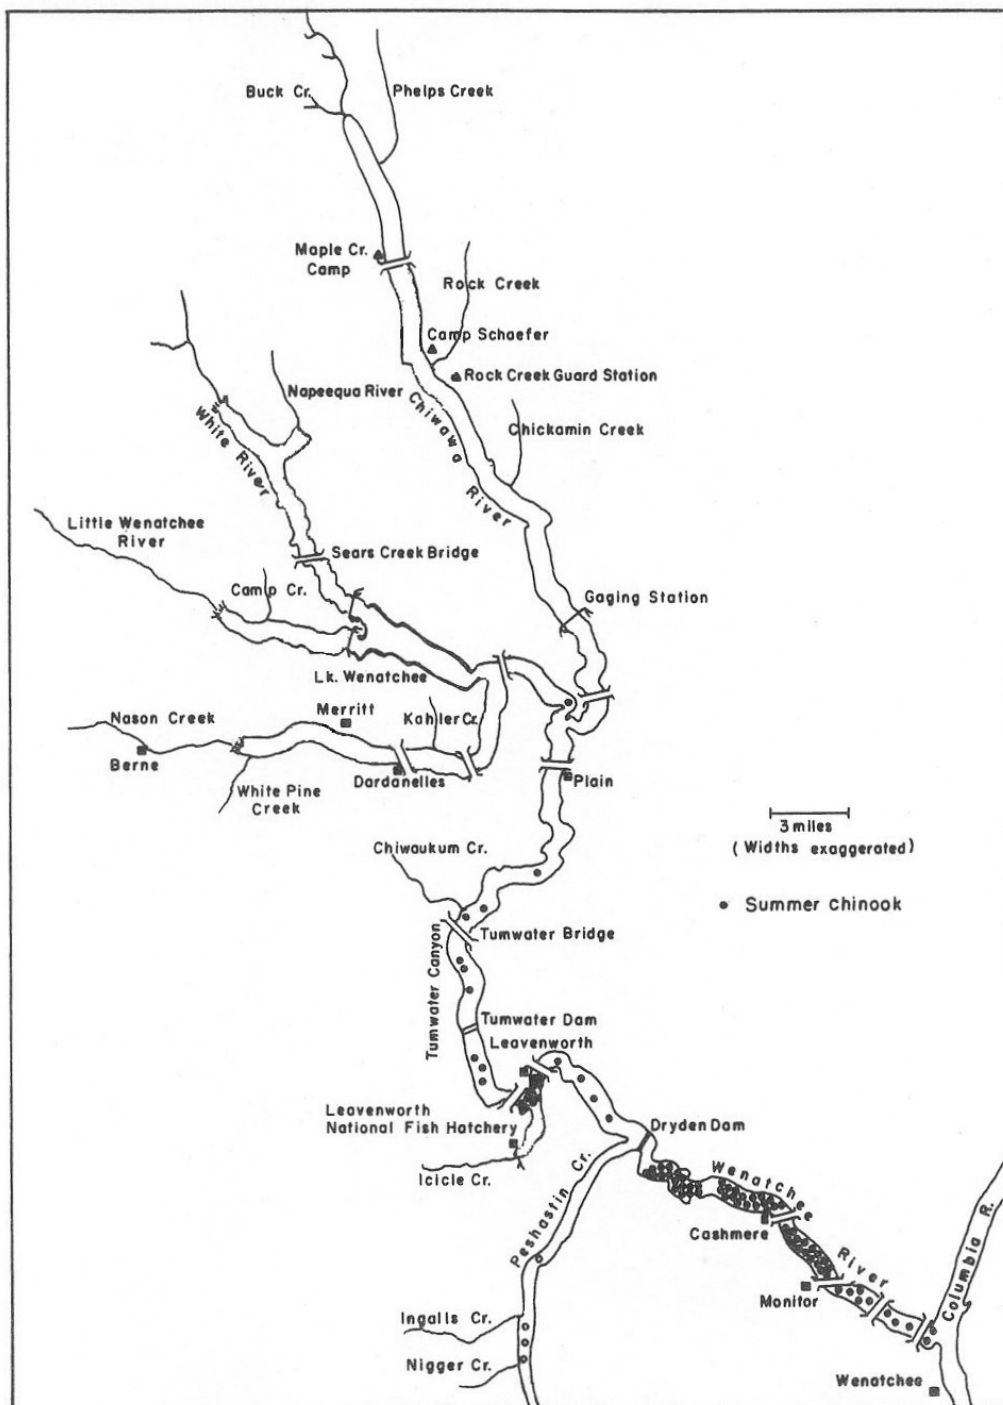 Buck Cr.
Phelps Creek
Maple Cr.
Camp
Rock Creek
Camp Schaefer
Rock Creek Guard Station
Napeequa River
Chiwawa
River
Chickamin Creek
White River
Little Wenatchee
River
Sears Creek Bridge
Camp Cr.
Gaging Station
Lk. Wenatchee
Nason Creek
Merritt
Kahler Cr.
Berne
Dardanelles
Plain
White Pine
Creek
3 miles
(Widths exaggerated)
Chiwaukum Cr.
Summer Chinook
Tumwater Bridge
Tumwater Canyon
Tumwater Dam
Leavenworth
Leavenworth
National Fish Hatchery
Dryden Dam
Icicle Cr.
Wenatchee
River
Peshastin Cr.
Cashmere
Columbia R.
Monitor
Ingalls Cr.
Nigger Cr.
Wenatchee